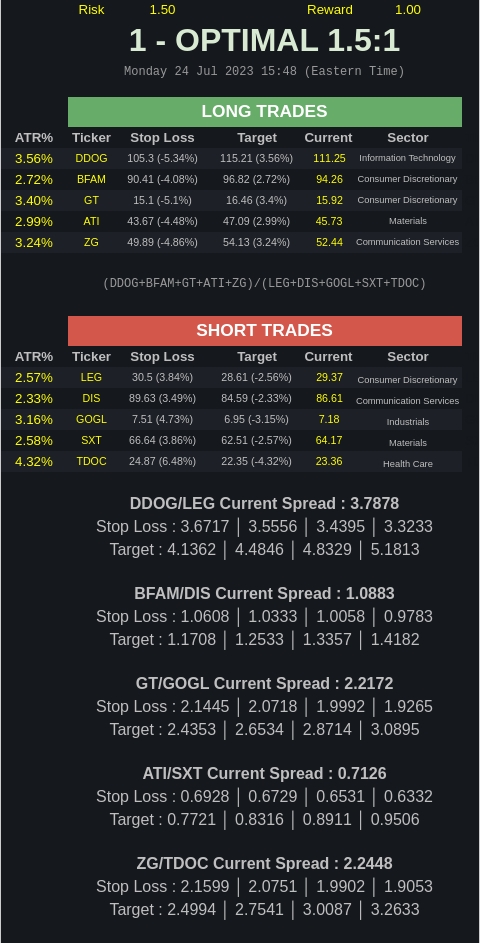 Risk 1.50 Reward 1.00
1 - OPTIMAL 1.5:1
Monday 24 Jul 2023 15:48 (Eastern Time)
LONG TRADES
ATR% Ticker Stop Loss Target Current Sector
3.56% DDOG 105.3 (-5.34%) 115.21 (3.56%) 111.25 Information Technology
2.72% BFAM 90.41 (-4.08%) 96.82 (2.72%) 94.26 Consumer Discretionary
3.40% GT 15.1 (-5.1%) 16.46 (3.4%) 15.92 Consumer Discretionary
2.99% ATI 43.67 (-4.48%) 47.09 (2.99%) 45.73 Materials
3.24% ZG 49.89 (-4.86%) 54.13 (3.24%) 52.44 Communication Services
(DDOG+BFAM+GT+ATI+ZG)/(LEG+DIS+GOGL+SXT+TDOC)
SHORT TRADES
ATR% Ticker Stop Loss Target Current Sector
2.57% LEG 30.5 (3.84%) 28.61 (-2.56%) 29.37 Consumer Discretionary
2.33% DIS 89.63 (3.49%) 84.59 (-2.33%) 86.61 Communication Services
3.16% GOGL 7.51 (4.73%) 6.95 (-3.15%) 7.18 Industrials
2.58% SXT 66.64 (3.86%) 62.51 (-2.57%) 64.17 Materials
4.32% TDOC 24.87 (6.48%) 22.35 (-4.32%) 23.36 Health Care
DDOG/LEG Current Spread : 3.7878
Stop Loss : 3.6717 │ 3.5556 │ 3.4395 │ 3.3233
Target : 4.1362 │ 4.4846 │ 4.8329 │ 5.1813
BFAM/DIS Current Spread : 1.0883
Stop Loss : 1.0608 │ 1.0333 │ 1.0058 │ 0.9783
Target : 1.1708 │ 1.2533 │ 1.3357 │ 1.4182
GT/GOGL Current Spread : 2.2172
Stop Loss : 2.1445 │ 2.0718 │ 1.9992 │ 1.9265
Target : 2.4353 │ 2.6534 │ 2.8714 │ 3.0895
ATI/SXT Current Spread : 0.7126
Stop Loss : 0.6928 │ 0.6729 │ 0.6531 │ 0.6332
Target : 0.7721 │ 0.8316 │ 0.8911 │ 0.9506
ZG/TDOC Current Spread : 2.2448
Stop Loss : 2.1599 │ 2.0751 │ 1.9902 │ 1.9053
Target : 2.4994 │ 2.7541 │ 3.0087 │ 3.2633